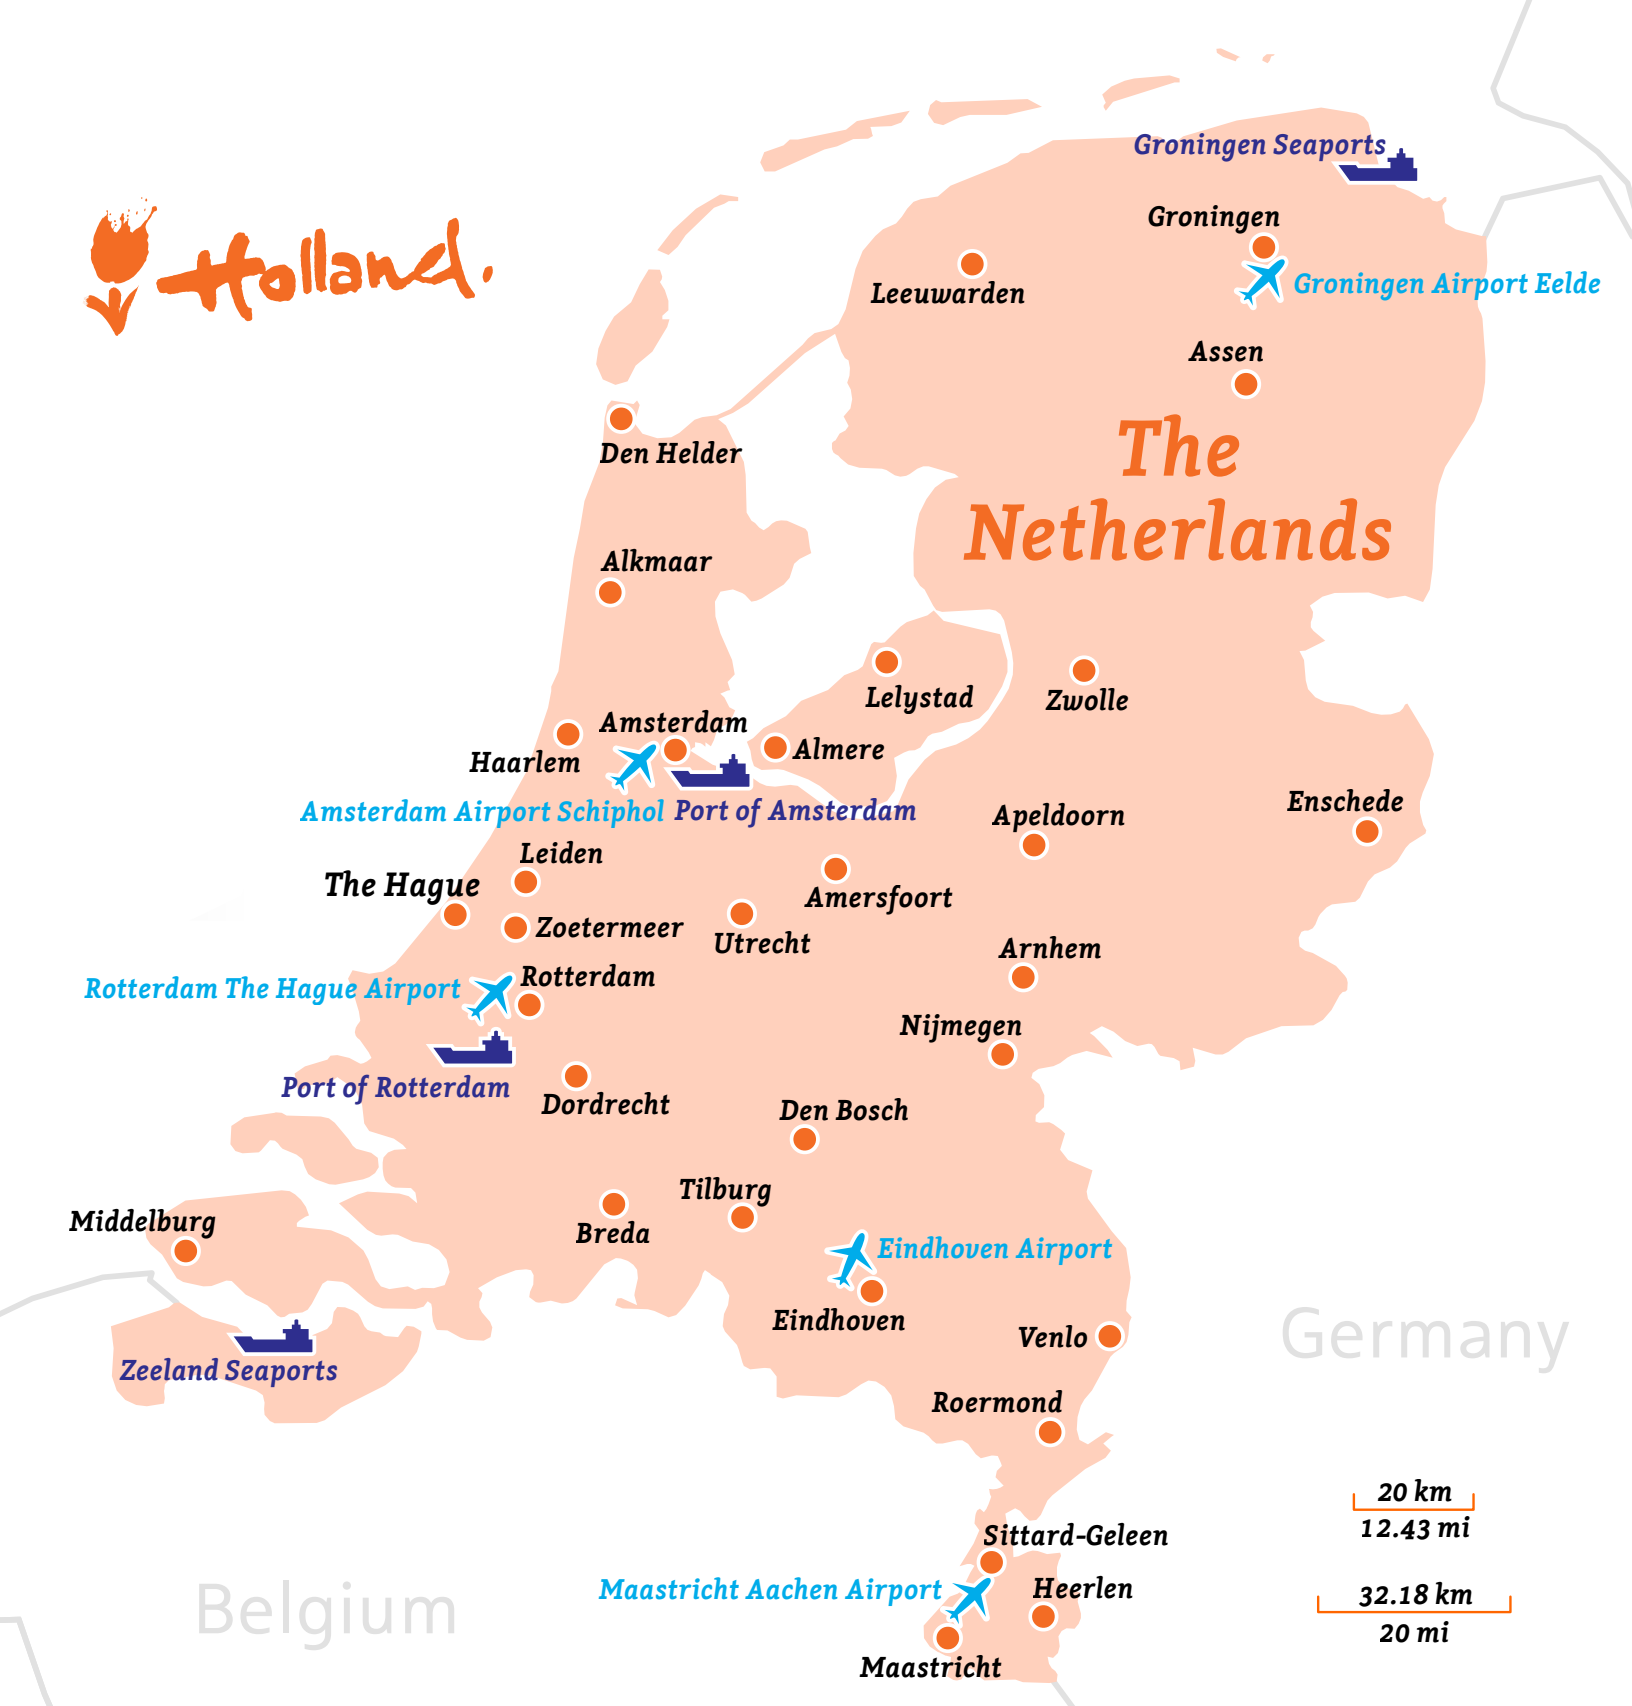 Groningen Seaports
Groningen
Holland.
Groningen Airport Eelde
Leeuwarden
Assen
The
Netherlands
Den Helder
Alkmaar
Lelystad
Zwolle
Amsterdam
Almere
Haarlem
Amsterdam Airport Schiphol
Port of Amsterdam
Enschede
Apeldoorn
Leiden
The Hague
Amersfoort
Zoetermeer
Utrecht
Arnhem
Rotterdam
Rotterdam The Hague Airport
Nijmegen
Port of Rotterdam
Dordrecht
Den Bosch
Tilburg
Middelburg
Breda
Eindhoven Airport
Eindhoven
Venlo
Germany
Zeeland Seaports
Roermond
20 km
12.43 mi
Sittard-Geleen
Maastricht Aachen Airport
Heerlen
32.18 km
20 mi
Belgium
Maastricht